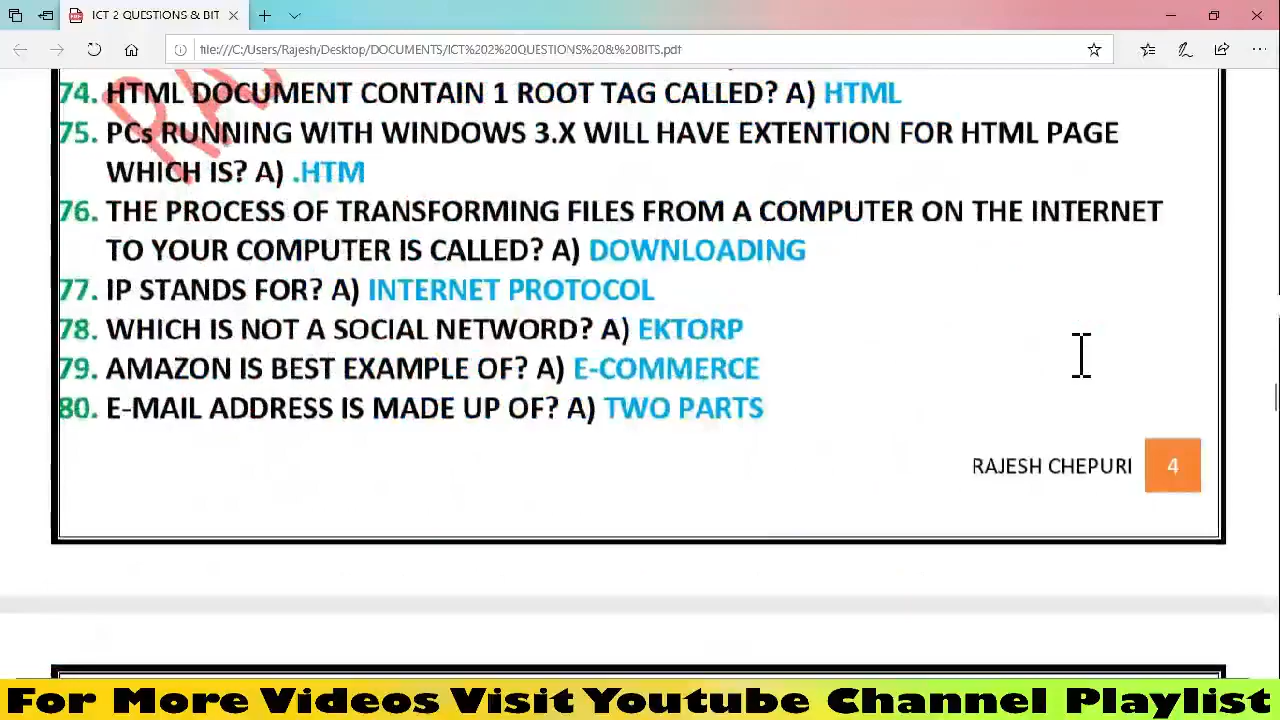 ICT 2 QUESTIONS & BIT
file:///C:/Users/Rajesh/Desktop/DOCUMENTS/ICT%202%20QUESTIONS%20&%20BITS.pdf
74. HTML DOCUMENT CONTAIN 1 ROOT TAG CALLED? A) HTML
75. PCs RUNNING WITH WINDOWS 3.X WILL HAVE EXTENTION FOR HTML PAGE
WHICH IS? A) .HTM
76. THE PROCESS OF TRANSFORMING FILES FROM A COMPUTER ON THE INTERNET
TO YOUR COMPUTER IS CALLED? A) DOWNLOADING
77. IP STANDS FOR? A) INTERNET PROTOCOL
78. WHICH IS NOT A SOCIAL NETWORD? A) EKTORP
79. AMAZON IS BEST EXAMPLE OF? A) E-COMMERCE
80. E-MAIL ADDRESS IS MADE UP OF? A) TWO PARTS
RAJESH CHEPURI 4
For More Videos Visit Youtube Channel Playlist